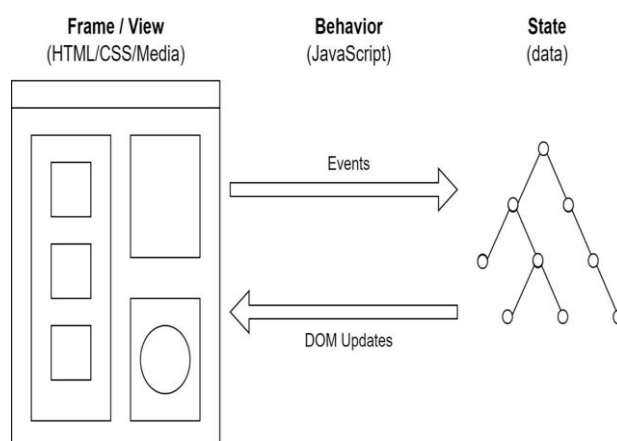 Frame / View
(HTML/CSS/Media)
Behavior
(JavaScript)
State
(data)
Events
DOM Updates